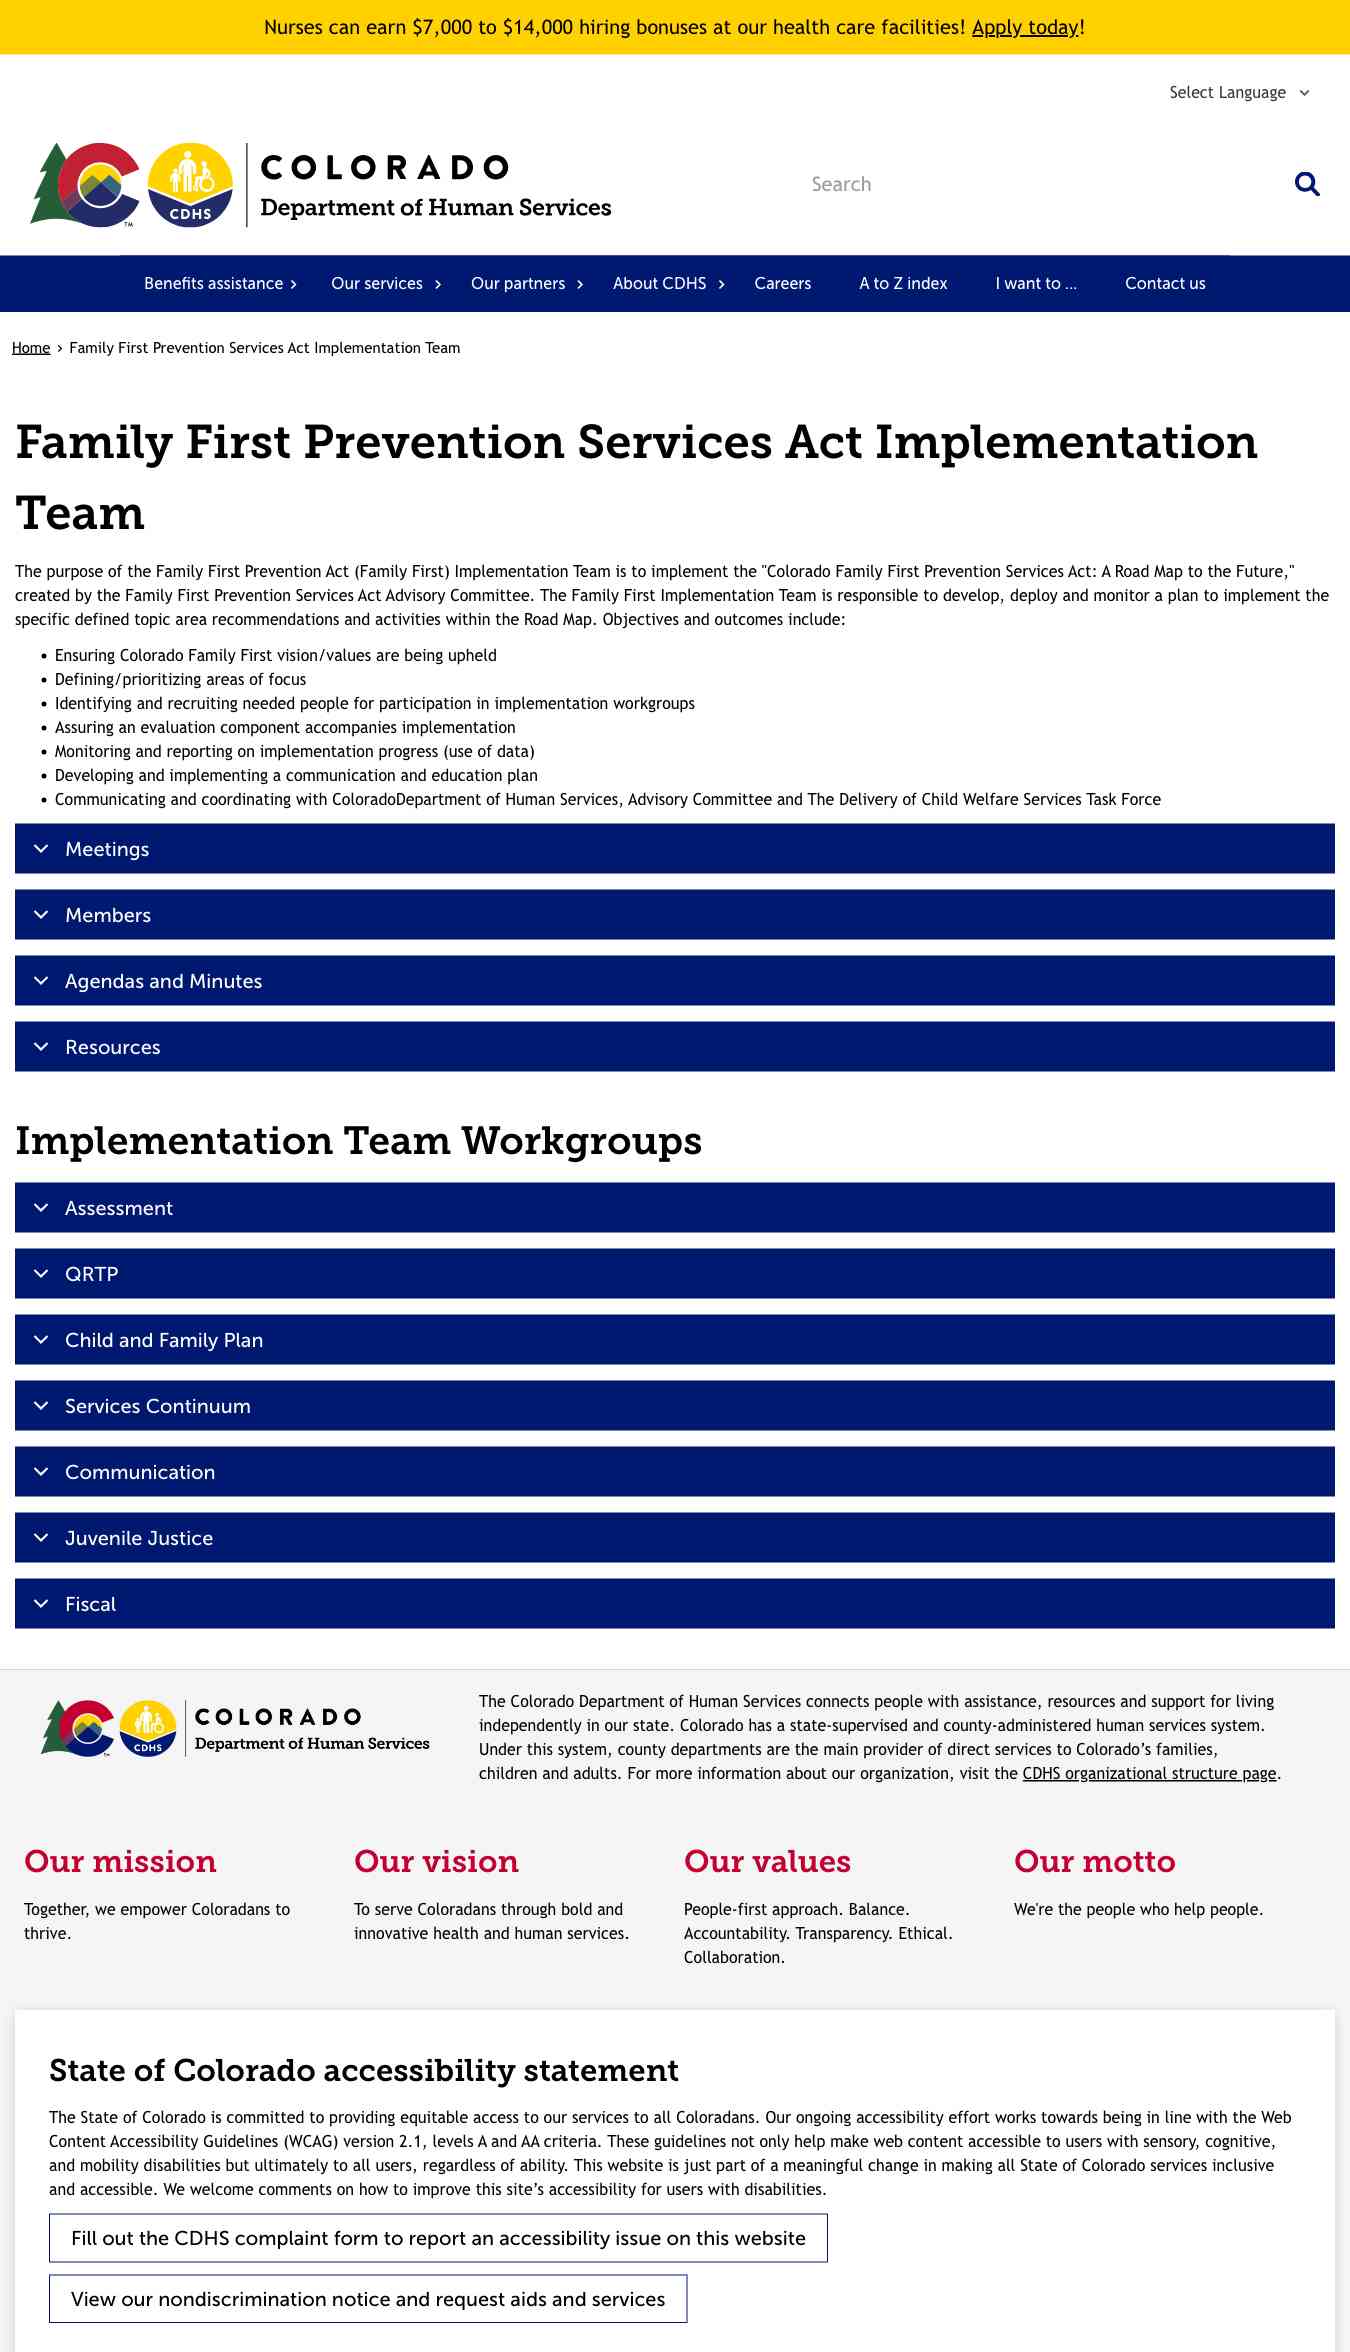 Nurses can earn $7,000 to $14,000 hiring bonuses at our health care facilities! Apply today!
Select Language
CDHS
TM
COLORADO
Department of Human Services
Search
Benefits assistance
Our services
Our partners
About CDHS
Careers
A to Z index
I want to ...
Contact us
Home › Family First Prevention Services Act Implementation Team
Family First Prevention Services Act Implementation
Team
The purpose of the Family First Prevention Act (Family First) Implementation Team is to implement the "Colorado Family First Prevention Services Act: A Road Map to the Future,"
created by the Family First Prevention Services Act Advisory Committee. The Family First Implementation Team is responsible to develop, deploy and monitor a plan to implement the
specific defined topic area recommendations and activities within the Road Map. Objectives and outcomes include:
• Ensuring Colorado Family First vision/values are being upheld
• Defining/prioritizing areas of focus
• Identifying and recruiting needed people for participation in implementation workgroups
• Assuring an evaluation component accompanies implementation
• Monitoring and reporting on implementation progress (use of data)
• Developing and implementing a communication and education plan
• Communicating and coordinating with ColoradoDepartment of Human Services, Advisory Committee and The Delivery of Child Welfare Services Task Force
Meetings
Members
Agendas and Minutes
Resources
Implementation Team Workgroups
Assessment
QRTP
Child and Family Plan
Services Continuum
Communication
Juvenile Justice
Fiscal
CDHS
TM
COLORADO
Department of Human Services
The Colorado Department of Human Services connects people with assistance, resources and support for living
independently in our state. Colorado has a state-supervised and county-administered human services system.
Under this system, county departments are the main provider of direct services to Colorado’s families,
children and adults. For more information about our organization, visit the CDHS organizational structure page.
Our mission
Together, we empower Coloradans to
thrive.
Our vision
To serve Coloradans through bold and
innovative health and human services.
Our values
People-first approach. Balance.
Accountability. Transparency. Ethical.
Collaboration.
Our motto
We're the people who help people.
State of Colorado accessibility statement
The State of Colorado is committed to providing equitable access to our services to all Coloradans. Our ongoing accessibility effort works towards being in line with the Web
Content Accessibility Guidelines (WCAG) version 2.1, levels A and AA criteria. These guidelines not only help make web content accessible to users with sensory, cognitive,
and mobility disabilities but ultimately to all users, regardless of ability. This website is just part of a meaningful change in making all State of Colorado services inclusive
and accessible. We welcome comments on how to improve this site’s accessibility for users with disabilities.
Fill out the CDHS complaint form to report an accessibility issue on this website
View our nondiscrimination notice and request aids and services